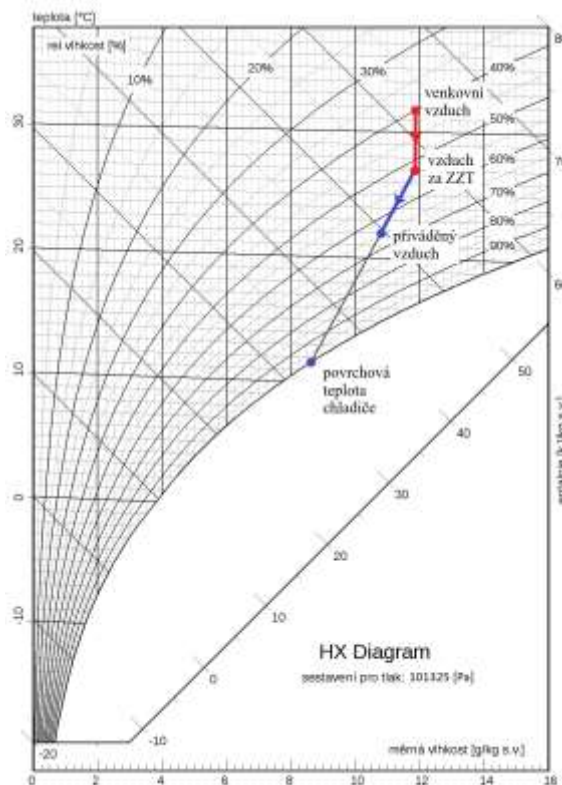 teplota [°C]
rel vlhkost [%]
10%
20%
30%
40%
50%
60%
70%
80%
90%
venkovní
vzduch
vzduch
za ZZT
přiváděný
vzduch
povrchová
teplota
chladiče
30
20
10
0
-10
50
40
30
20
10
0
-10
-20
HX Diagram
sestavení pro tlak: 101325 [Pa]
měrná vlhkost [g/kg s.v.]
0
2
4
6
8
10
12
14
16